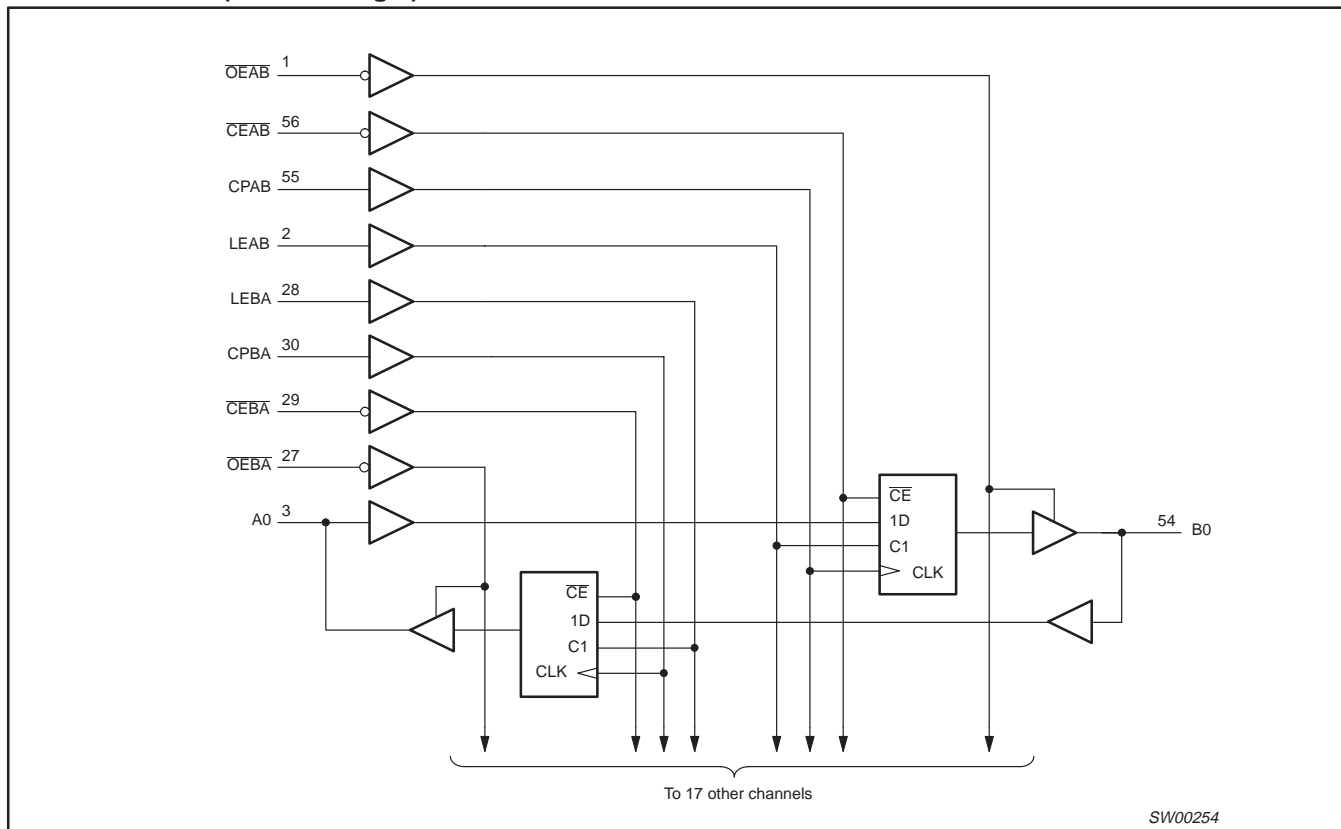 OEAB 1
CEAB 56
CPAB 55
LEAB 2
LEBA 28
CPBA 30
CEBA 29
OEBA 27
A0 3
CE
1D
C1
CLK
54 B0
CE
1D
C1
CLK
To 17 other channels
SW00254